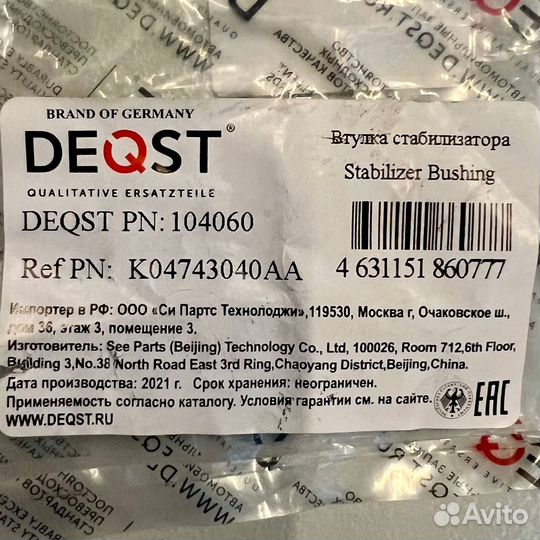 BRAND OF GERMANY
DEQST®
QUALITATIVE ERSATZTEILE
DEQST PN: 104060
Ref PN: K04743040AA
Втулка стабилизатора
Stabilizer Bushing
4 631151 860777
Импортер в РФ: ООО «Си Партс Технолоджи»,119530, Москва г, Очаковское ш.,
дом 36, этаж 3, помещение 3.
Изготовитель: See Parts (Beijing) Technology Co., Ltd, 100026, Room 712,6th Floor,
Building 3,No.38 North Road East 3rd Ring,Chaoyang District,Beijing,China.
Дата производства: 2021 г. Срок хранения: неограничен.
Применяемость согласно каталогу. Условия гарантии см. на сайте.
WWW.DEQST.RU
EAC
Avito